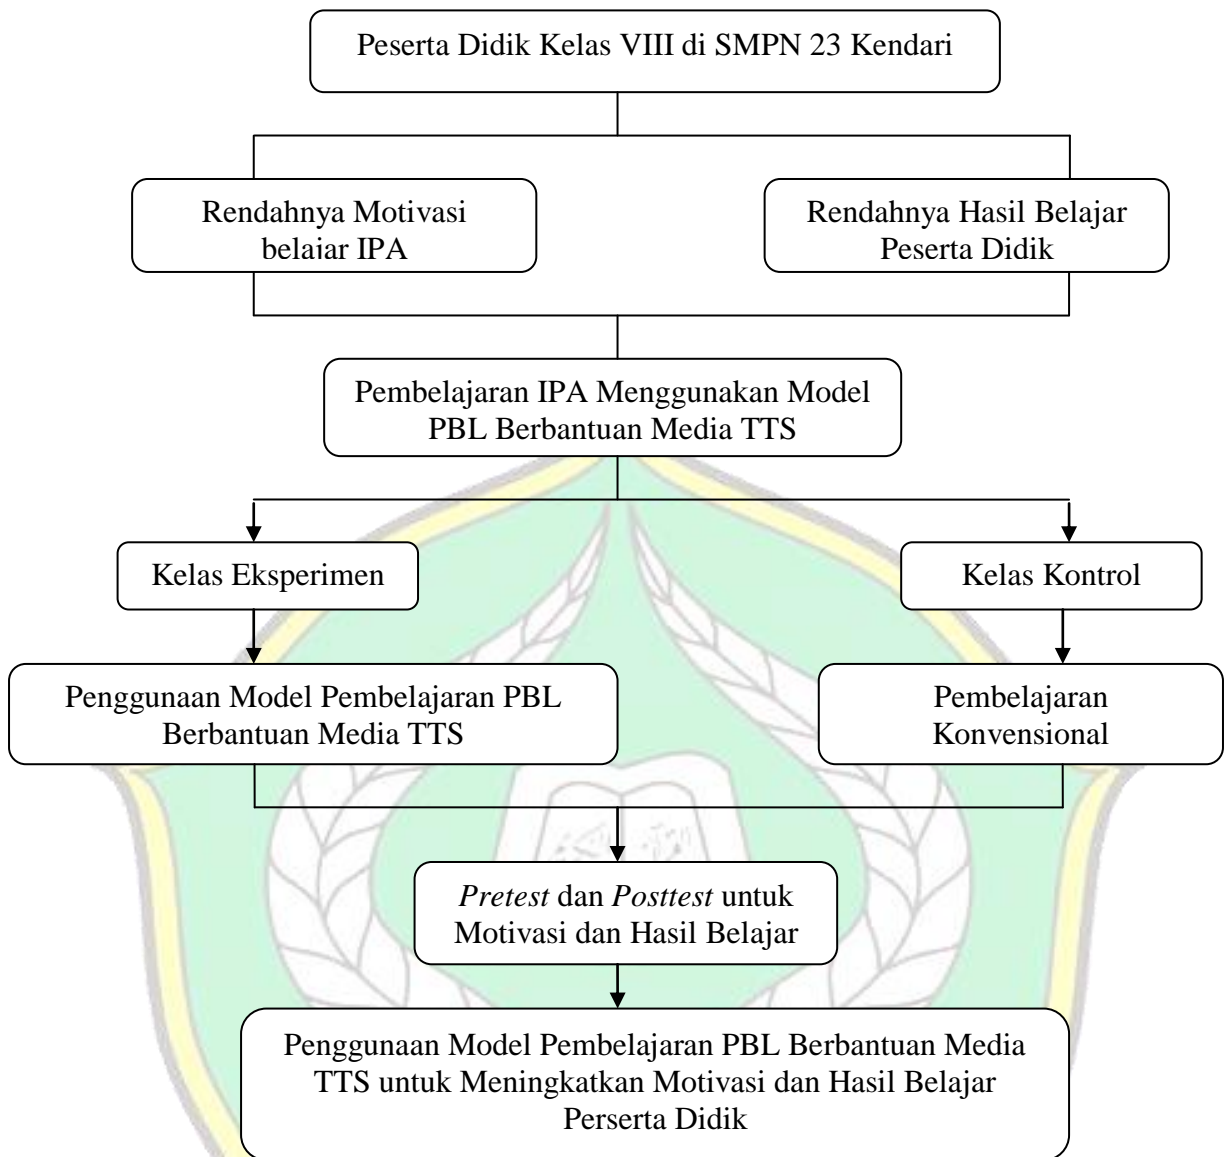 Peserta Didik Kelas VIII di SMPN 23 Kendari
Rendahnya Motivasi
belajar IPA
Rendahnya Hasil Belajar
Peserta Didik
Pembelajaran IPA Menggunakan Model
PBL Berbantuan Media TTS
Kelas Eksperimen
Kelas Kontrol
Penggunaan Model Pembelajaran PBL
Berbantuan Media TTS
Pembelajaran
Konvensional
Pretest dan Posttest untuk
Motivasi dan Hasil Belajar
Penggunaan Model Pembelajaran PBL Berbantuan Media
TTS untuk Meningkatkan Motivasi dan Hasil Belajar
Perserta Didik